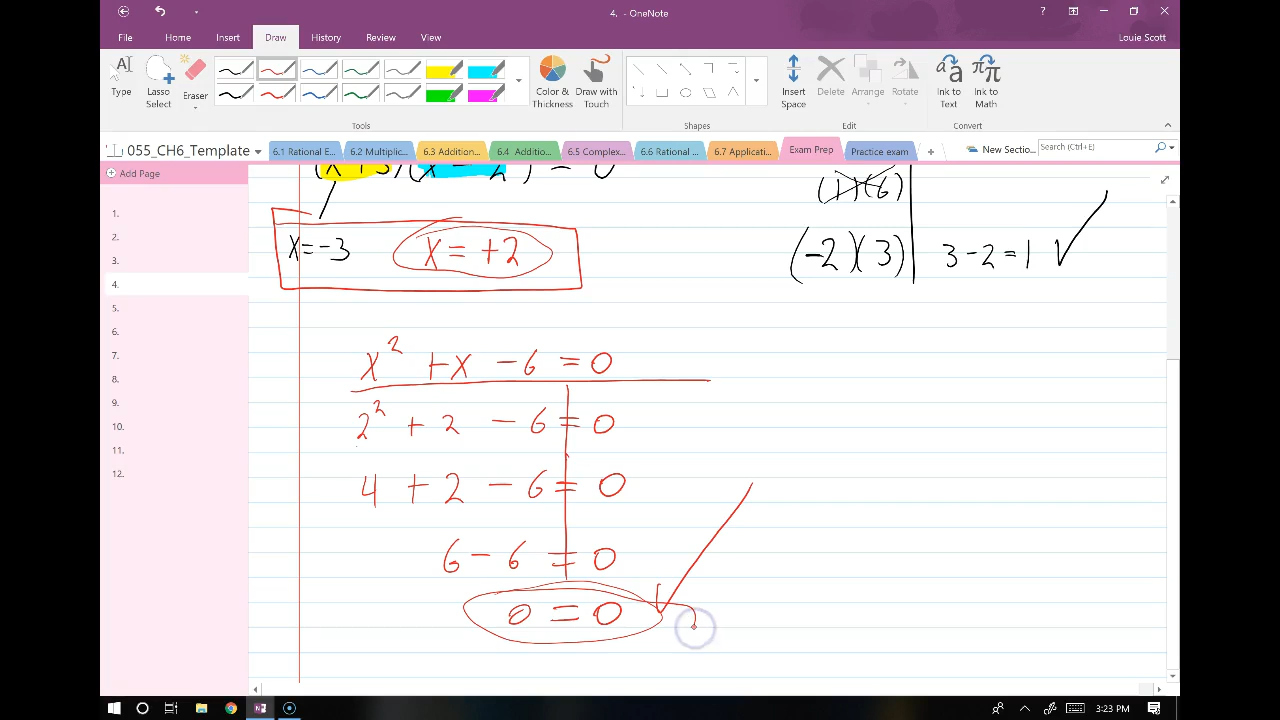 4. - OneNote
?
Louie Scott
File Home Insert Draw History Review View
Type
Lasso Select
Eraser
Color & Thickness
Draw with Touch
Insert Space
Delete
Arrange
Rotate
Ink to Text
Ink to Math
Tools
Shapes
Edit
Convert
055_CH6_Template
6.1 Rational E...
6.2 Multiplic...
6.3 Addition...
6.4 Additio...
6.5 Complex...
6.6 Rational ...
6.7 Applicati...
Exam Prep
Practice exam
+
New Sectio...
Search (Ctrl+E)
Add Page
1.
2.
3.
4.
5.
6.
7.
8.
9.
10.
11.
12.
(x + 3)(x - 2) = 0
(1)(6)
x = -3 x = +2
(-2)(3) 3 - 2 = 1 ✓
x² + x - 6 = 0
2² + 2 - 6 = 0
4 + 2 - 6 = 0
6 - 6 = 0
0 = 0 ✓
3:23 PM